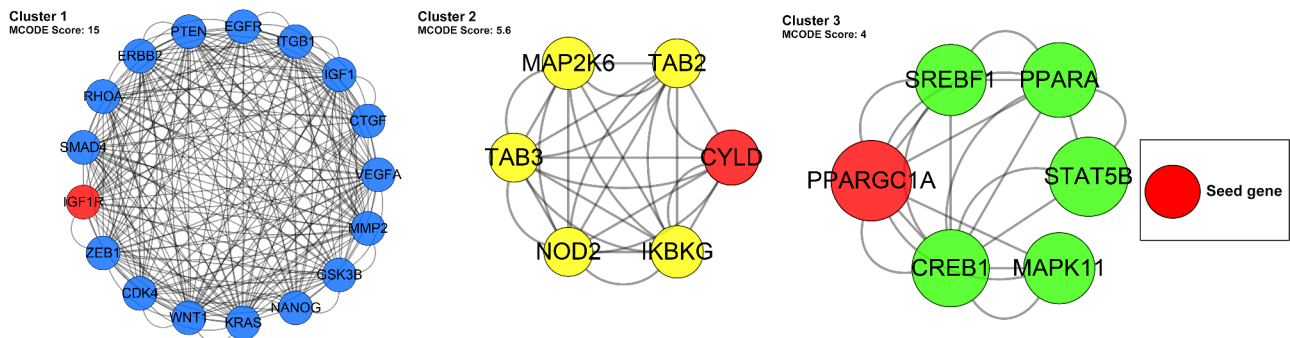 Cluster 1
MCODE Score: 15
PTEN
EGFR
ITGB1
ERBB2
IGF1
RHOA
CTGF
SMAD4
VEGFA
IGF1R
MMP2
ZEB1
GSK3B
CDK4
NANOG
WNT1
KRAS
Cluster 2
MCODE Score: 5.6
MAP2K6
TAB2
TAB3
CYLD
NOD2
IKBKG
Cluster 3
MCODE Score: 4
SREBF1
PPARA
PPARGC1A
STAT5B
CREB1
MAPK11
Seed gene